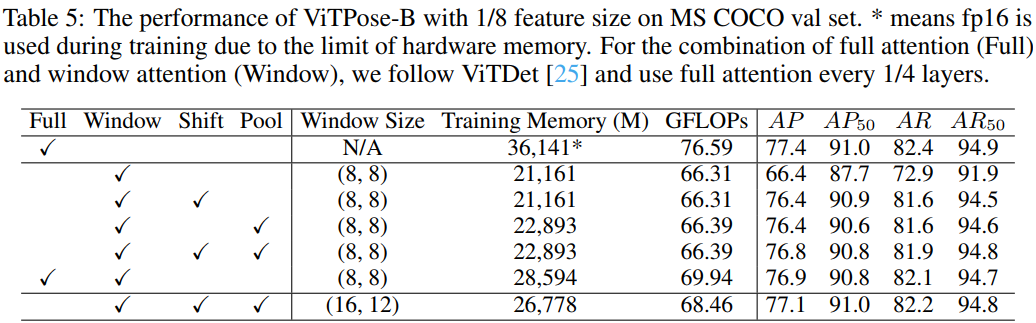 Table 5: The performance of ViTPose-B with 1/8 feature size on MS COCO val set. * means fp16 is
used during training due to the limit of hardware memory. For the combination of full attention (Full)
and window attention (Window), we follow ViTDet [25] and use full attention every 1/4 layers.
Full Window Shift Pool Window Size Training Memory (M) GFLOPs AP AP50 AR AR50
✓ N/A 36,141* 76.59 77.4 91.0 82.4 94.9
✓ (8, 8) 21,161 66.31 66.4 87.7 72.9 91.9
✓ ✓ (8, 8) 21,161 66.31 76.4 90.9 81.6 94.5
✓ ✓ (8, 8) 22,893 66.39 76.4 90.6 81.6 94.6
✓ ✓ ✓ (8, 8) 22,893 66.39 76.8 90.8 81.9 94.8
✓ ✓ (8, 8) 28,594 69.94 76.9 90.8 82.1 94.7
✓ ✓ ✓ (16, 12) 26,778 68.46 77.1 91.0 82.2 94.8